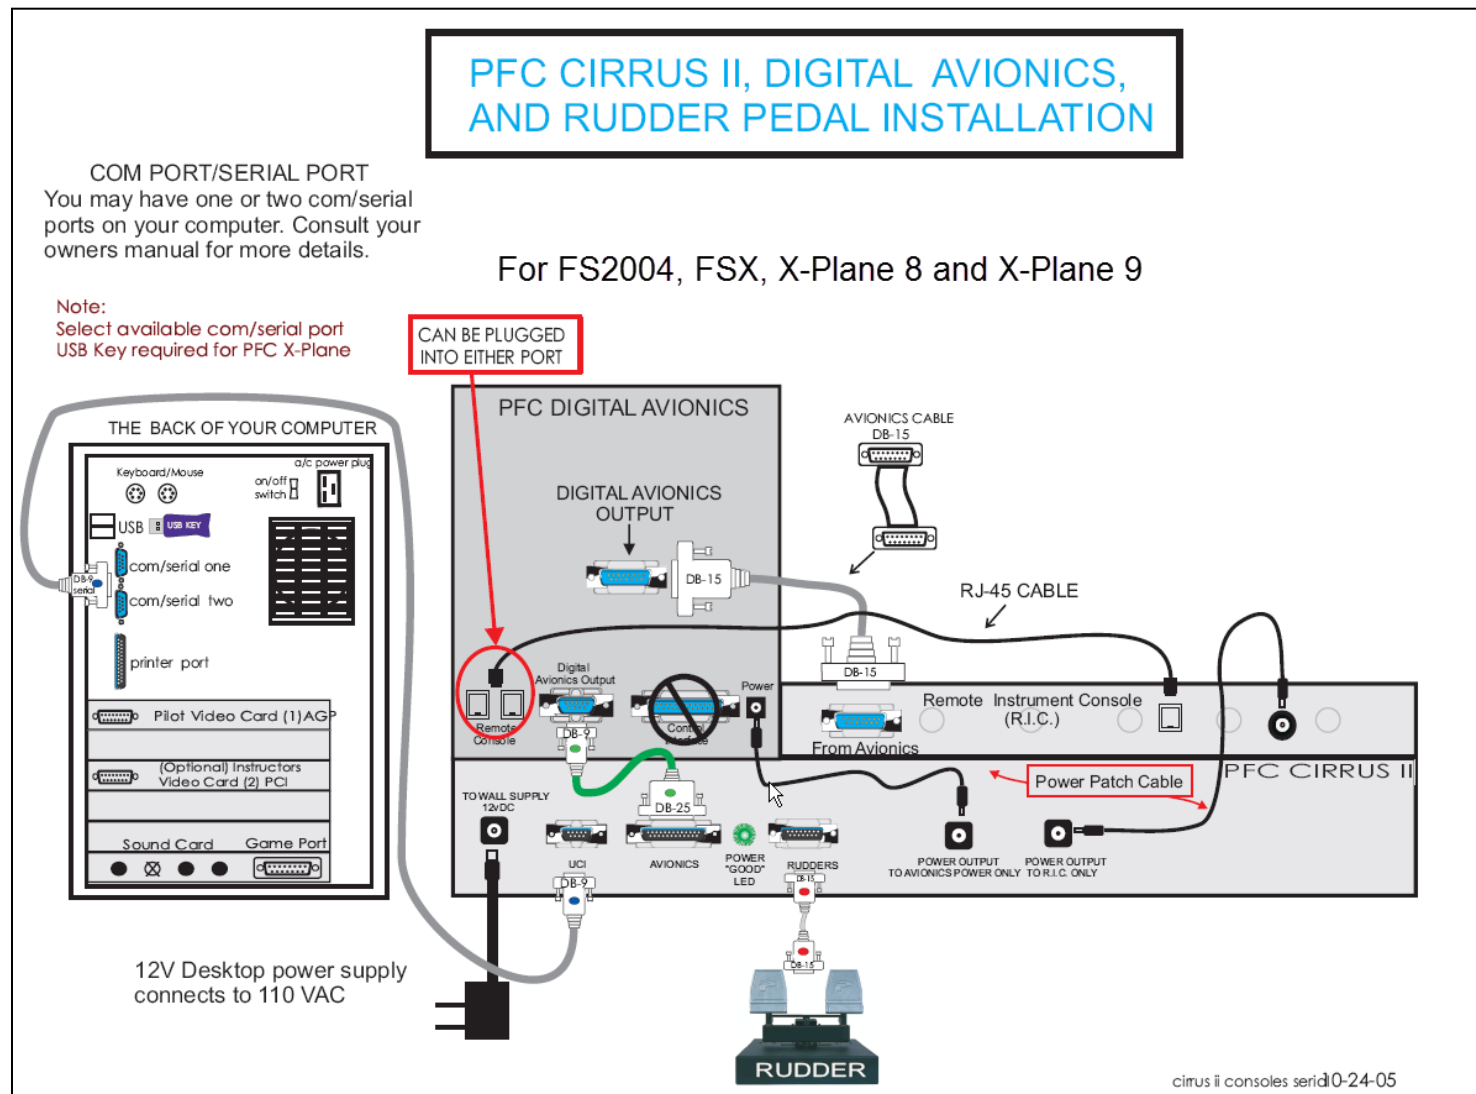 PFC CIRRUS II, DIGITAL AVIONICS,
AND RUDDER PEDAL INSTALLATION
COM PORT/SERIAL PORT
You may have one or two com/serial
ports on your computer. Consult your
owners manual for more details.
For FS2004, FSX, X-Plane 8 and X-Plane 9
Note:
Select available com/serial port
USB Key required for PFC X-Plane
CAN BE PLUGGED
INTO EITHER PORT
THE BACK OF YOUR COMPUTER
Keyboard/Mouse
a/c power plug
on/off
switch
USB
USB KEY
com/serial one
DB-9
serial
com/serial two
printer port
Pilot Video Card (1)AGP
(Optional) Instructors
Video Card (2) PCI
Sound Card
Game Port
12V Desktop power supply
connects to 110 VAC
PFC DIGITAL AVIONICS
DIGITAL AVIONICS
OUTPUT
DB-15
AVIONICS CABLE
DB-15
RJ-45 CABLE
DB-15
Digital
Avionics Output
Power
Remote
Console
Control
Interface
DB-9
Remote Instrument Console
(R.I.C.)
From Avionics
Power Patch Cable
PFC CIRRUS II
TO WALL SUPPLY
12vDC
DB-25
UCI
AVIONICS
POWER
"GOOD"
LED
RUDDERS
POWER OUTPUT
TO AVIONICS POWER ONLY
POWER OUTPUT
TO R.I.C. ONLY
DB-9
DB-15
DB-15
RUDDER
cirrus ii consoles serial10-24-05